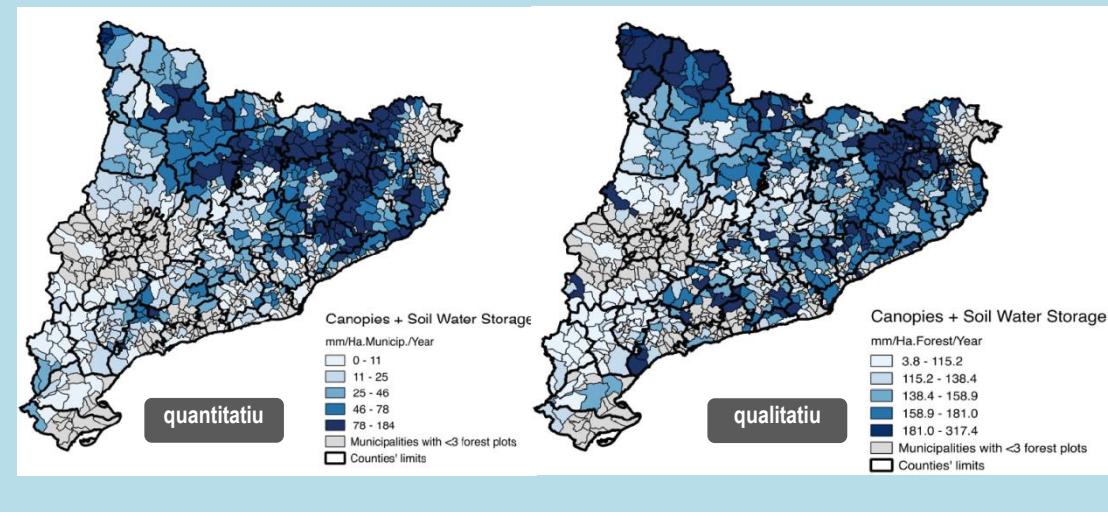 Canopies + Soil Water Storage
mm/Ha.Municip./Year
0 - 11
11 - 25
25 - 46
46 - 78
78 - 184
Municipalities with <3 forest plots
Counties' limits
quantitatiu
Canopies + Soil Water Storage
mm/Ha.Forest/Year
3.8 - 115.2
115.2 - 138.4
138.4 - 158.9
158.9 - 181.0
181.0 - 317.4
Municipalities with <3 forest plots
Counties' limits
qualitatiu